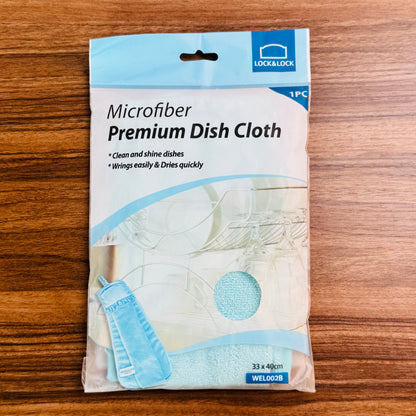 LOCK&LOCK
1PC
Microfiber
Premium Dish Cloth
* Clean and shine dishes
* Wrings easily & Dries quickly
33 x 40cm
WEL002B